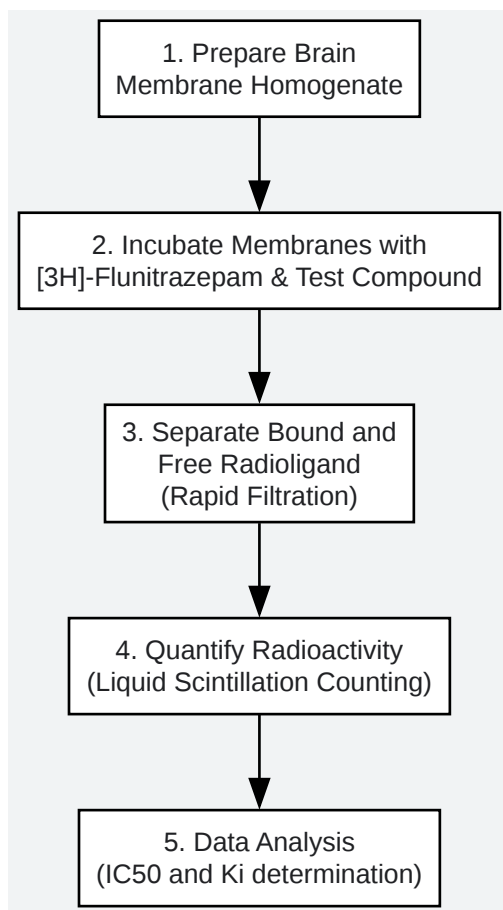 1. Prepare Brain
Membrane Homogenate
2. Incubate Membranes with
[3H]-Flunitrazepam & Test Compound
3. Separate Bound and
Free Radioligand
(Rapid Filtration)
4. Quantify Radioactivity
(Liquid Scintillation Counting)
5. Data Analysis
(IC50 and Ki determination)